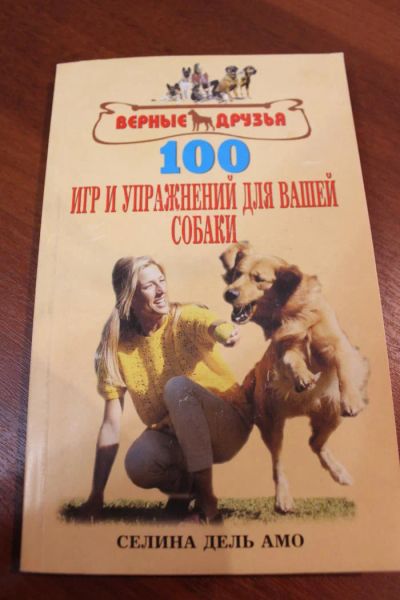 ВЕРНЫЕ ДРУЗЬЯ
100
ИГР И УПРАЖНЕНИЙ ДЛЯ ВАШЕЙ
СОБАКИ
СЕЛИНА ДЕЛЬ АМО